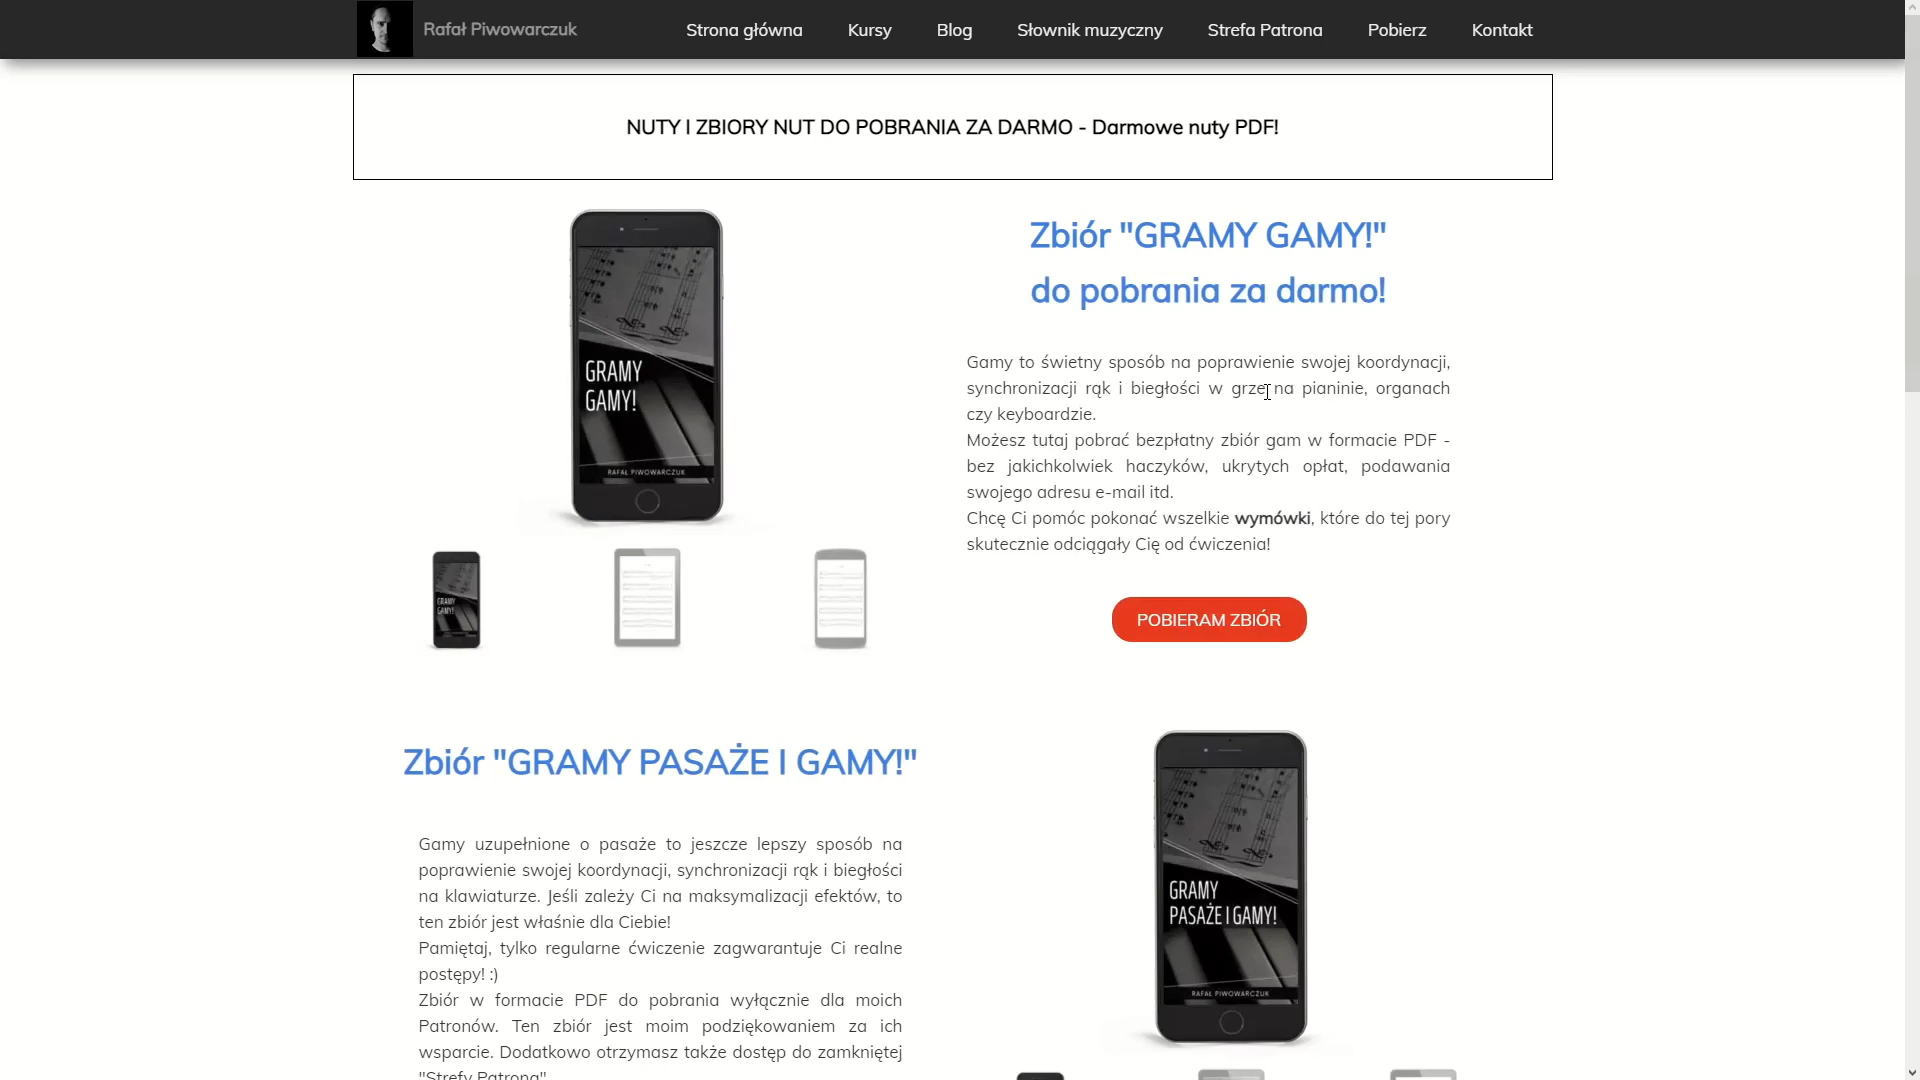 Rafał Piwowarczuk
Strona główna
Kursy
Blog
Słownik muzyczny
Strefa Patrona
Pobierz
Kontakt
NUTY I ZBIORY NUT DO POBRANIA ZA DARMO - Darmowe nuty PDF!
GRAMY
GAMY!
RAFAŁ PIWOWARCZUK
GRAMY
GAMY!
Zbiór "GRAMY GAMY!"
do pobrania za darmo!
Gamy to świetny sposób na poprawienie swojej koordynacji,
synchronizacji rąk i biegłości w grze na pianinie, organach
czy keyboardzie.
Możesz tutaj pobrać bezpłatny zbiór gam w formacie PDF -
bez jakichkolwiek haczyków, ukrytych opłat, podawania
swojego adresu e-mail itd.
Chcę Ci pomóc pokonać wszelkie wymówki, które do tej pory
skutecznie odciągały Cię od ćwiczenia!
POBIERAM ZBIÓR
Zbiór "GRAMY PASAŻE I GAMY!"
Gamy uzupełnione o pasaże to jeszcze lepszy sposób na
poprawienie swojej koordynacji, synchronizacji rąk i biegłości
na klawiaturze. Jeśli zależy Ci na maksymalizacji efektów, to
ten zbiór jest właśnie dla Ciebie!
Pamiętaj, tylko regularne ćwiczenie zagwarantuje Ci realne
postępy! :)
Zbiór w formacie PDF do pobrania wyłącznie dla moich
Patronów. Ten zbiór jest moim podziękowaniem za ich
wsparcie. Dodatkowo otrzymasz także dostęp do zamkniętej
"Strefy Patrona"
GRAMY
PASAŻE I GAMY!
RAFAŁ PIWOWARCZUK